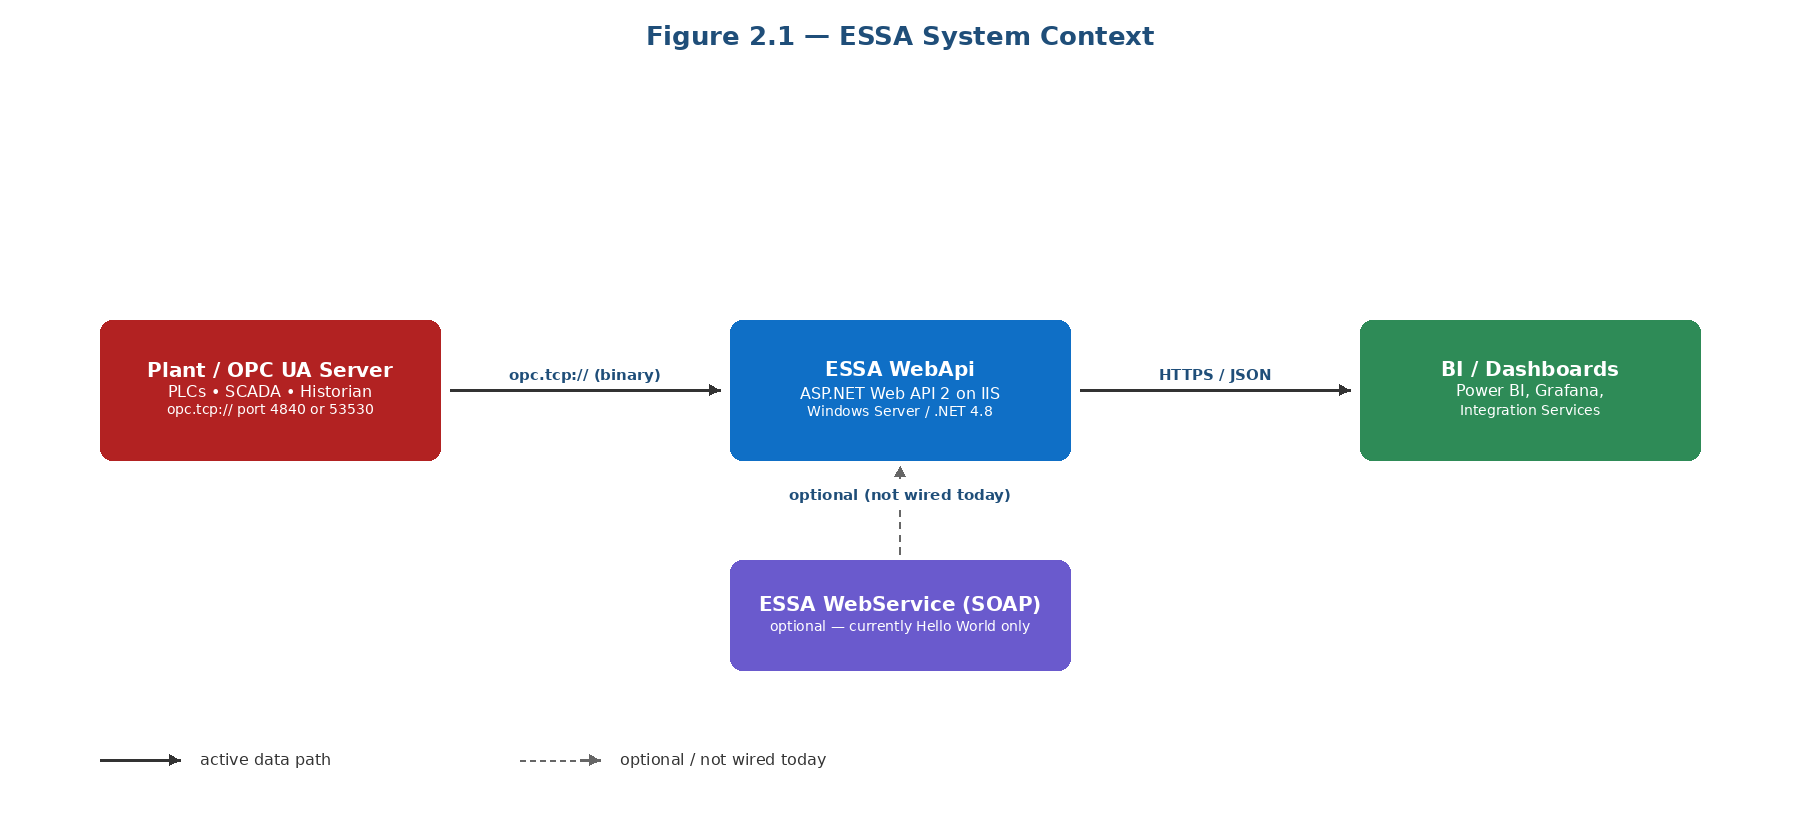 Figure 2.1 — ESSA System Context
Plant / OPC UA Server
PLCs • SCADA • Historian
opc.tcp:// port 4840 or 53530
opc.tcp:// (binary)
ESSA WebApi
ASP.NET Web API 2 on IIS
Windows Server / .NET 4.8
HTTPS / JSON
BI / Dashboards
Power BI, Grafana,
Integration Services
optional (not wired today)
ESSA WebService (SOAP)
optional — currently Hello World only
active data path
optional / not wired today